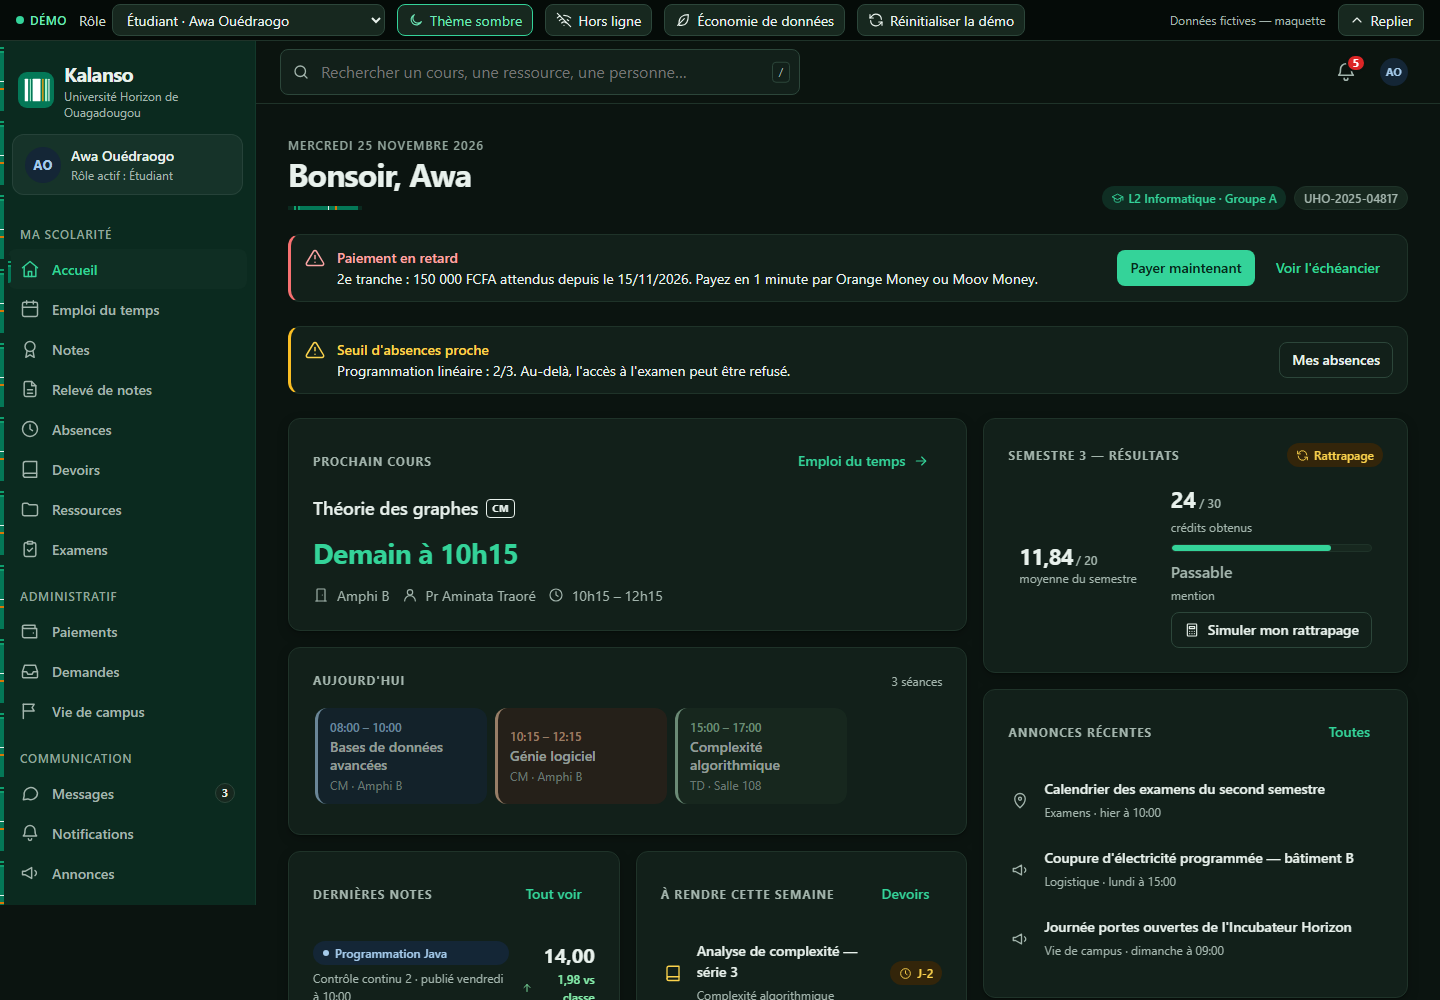 DÉMO Rôle Étudiant · Awa Ouédraogo Thème sombre Hors ligne Économie de données Réinitialiser la démo Données fictives — maquette Replier
Kalanso
Université Horizon de
Ouagadougou
Rechercher un cours, une ressource, une personne... / 5 AO
AO Awa Ouédraogo
Rôle actif : Étudiant
MA SCOLARITÉ
Accueil
Emploi du temps
Notes
Relevé de notes
Absences
Devoirs
Ressources
Examens
ADMINISTRATIF
Paiements
Demandes
Vie de campus
COMMUNICATION
Messages 3
Notifications
Annonces
MERCREDI 25 NOVEMBRE 2026
Bonsoir, Awa
L2 Informatique · Groupe A UHO-2025-04817
Paiement en retard
2e tranche : 150 000 FCFA attendus depuis le 15/11/2026. Payez en 1 minute par Orange Money ou Moov Money.
Payer maintenant Voir l'échéancier
Seuil d'absences proche
Programmation linéaire : 2/3. Au-delà, l'accès à l'examen peut être refusé.
Mes absences
PROCHAIN COURS Emploi du temps →
Théorie des graphes CM
Demain à 10h15
Amphi B Pr Aminata Traoré 10h15 – 12h15
AUJOURD'HUI 3 séances
08:00 – 10:00
Bases de données
avancées
CM · Amphi B
10:15 – 12:15
Génie logiciel
CM · Amphi B
15:00 – 17:00
Complexité
algorithmique
TD · Salle 108
DERNIÈRES NOTES Tout voir
Programmation Java
Contrôle continu 2 · publié vendredi
à 10:00
14,00
↑ 1,98 vs
classe
À RENDRE CETTE SEMAINE Devoirs
Analyse de complexité —
série 3
Complexité algorithmique
J-2
SEMESTRE 3 — RÉSULTATS Rattrapage
11,84 / 20
moyenne du semestre
24 / 30
crédits obtenus
Passable
mention
Simuler mon rattrapage
ANNONCES RÉCENTES Toutes
Calendrier des examens du second semestre
Examens · hier à 10:00
Coupure d'électricité programmée — bâtiment B
Logistique · lundi à 15:00
Journée portes ouvertes de l'Incubateur Horizon
Vie de campus · dimanche à 09:00